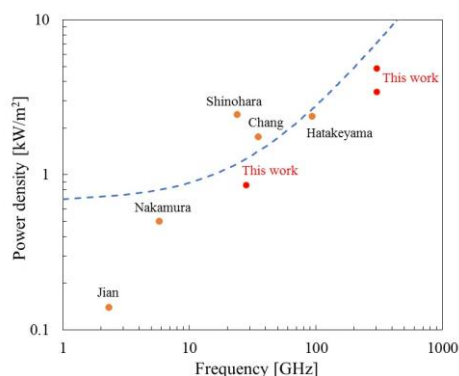 10
This work
Shinohara
Chang
Hatakeyama
Power density [kW/m²]
1
This work
Nakamura
Jian
0.1
1
10
100
1000
Frequency [GHz]